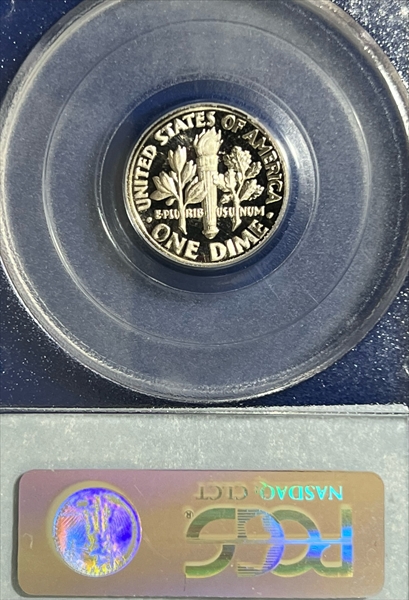 UNITED STATES OF AMERICA
E PLURIBUS UNUM
· ONE DIME ·
NASDAQ: CLCT
PCGS
®